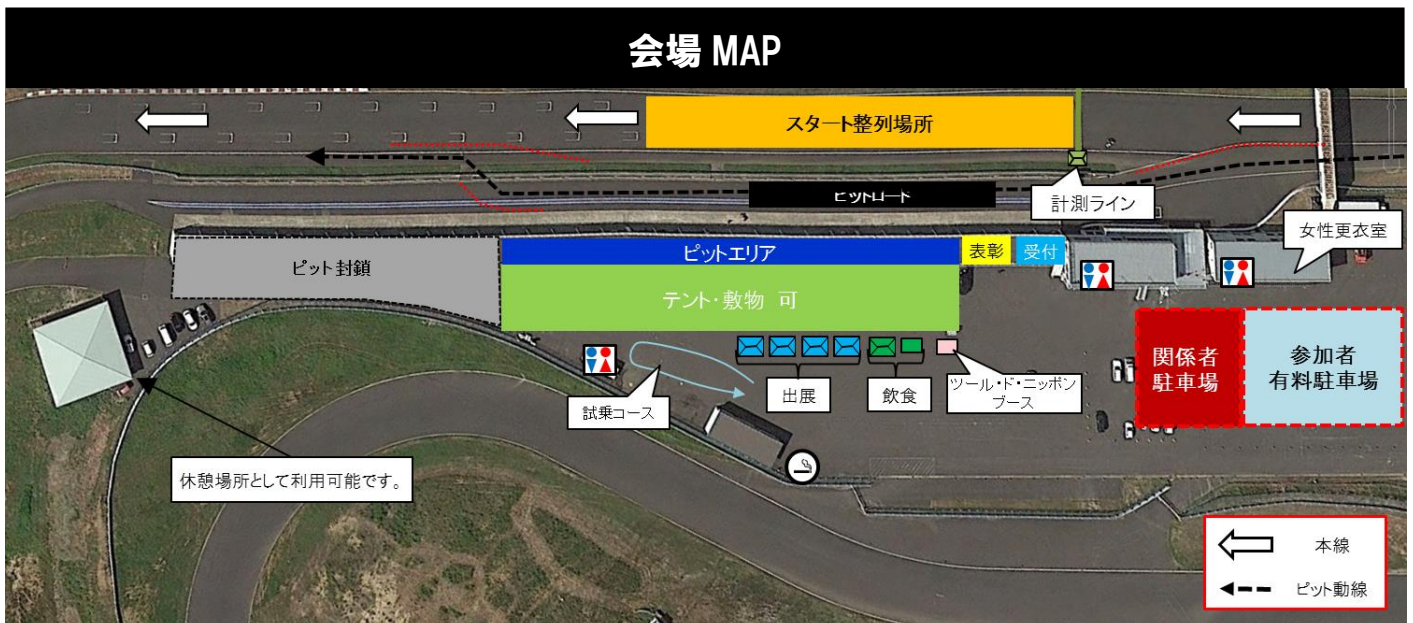 会場 MAP
スタート整列場所
ピットロード
計測ライン
女性更衣室
ピット封鎖
ピットエリア
表彰
受付
テント・敷物 可
関係者
駐車場
参加者
有料駐車場
試乗コース
出展
飲食
ツール・ド・ニッポン
ブース
休憩場所として利用可能です。
本線
ピット動線